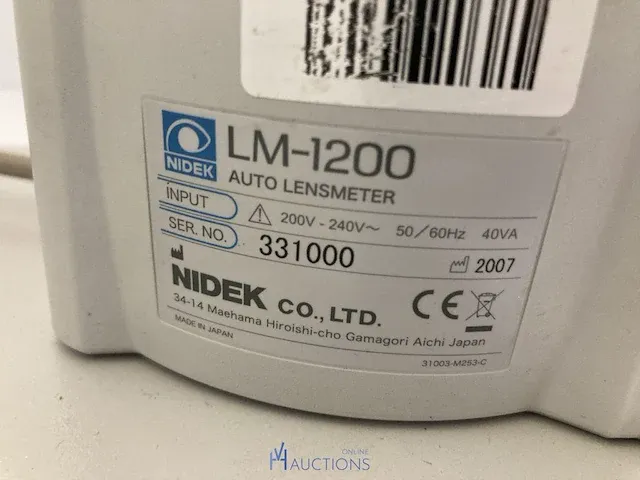 NIDEK
LM-1200
AUTO LENSMETER
INPUT 200V - 240V~ 50/60Hz 40VA
SER. NO. 331000
2007
NIDEK CO., LTD.
34-14 Maehama Hiroishi-cho Gamagori Aichi Japan
MADE IN JAPAN
31003-M253-C
ONLINE
AUCTIONS